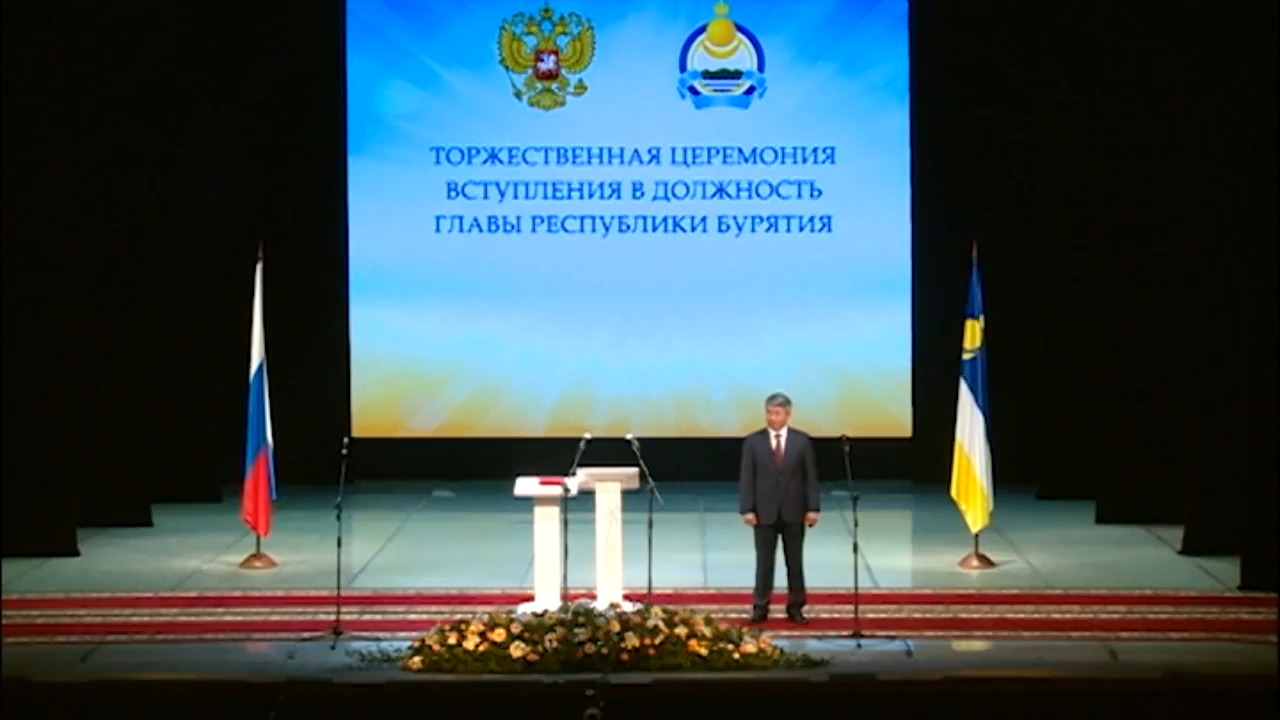 ТОРЖЕСТВЕННАЯ ЦЕРЕМОНИЯ
ВСТУПЛЕНИЯ В ДОЛЖНОСТЬ
ГЛАВЫ РЕСПУБЛИКИ БУРЯТИЯ